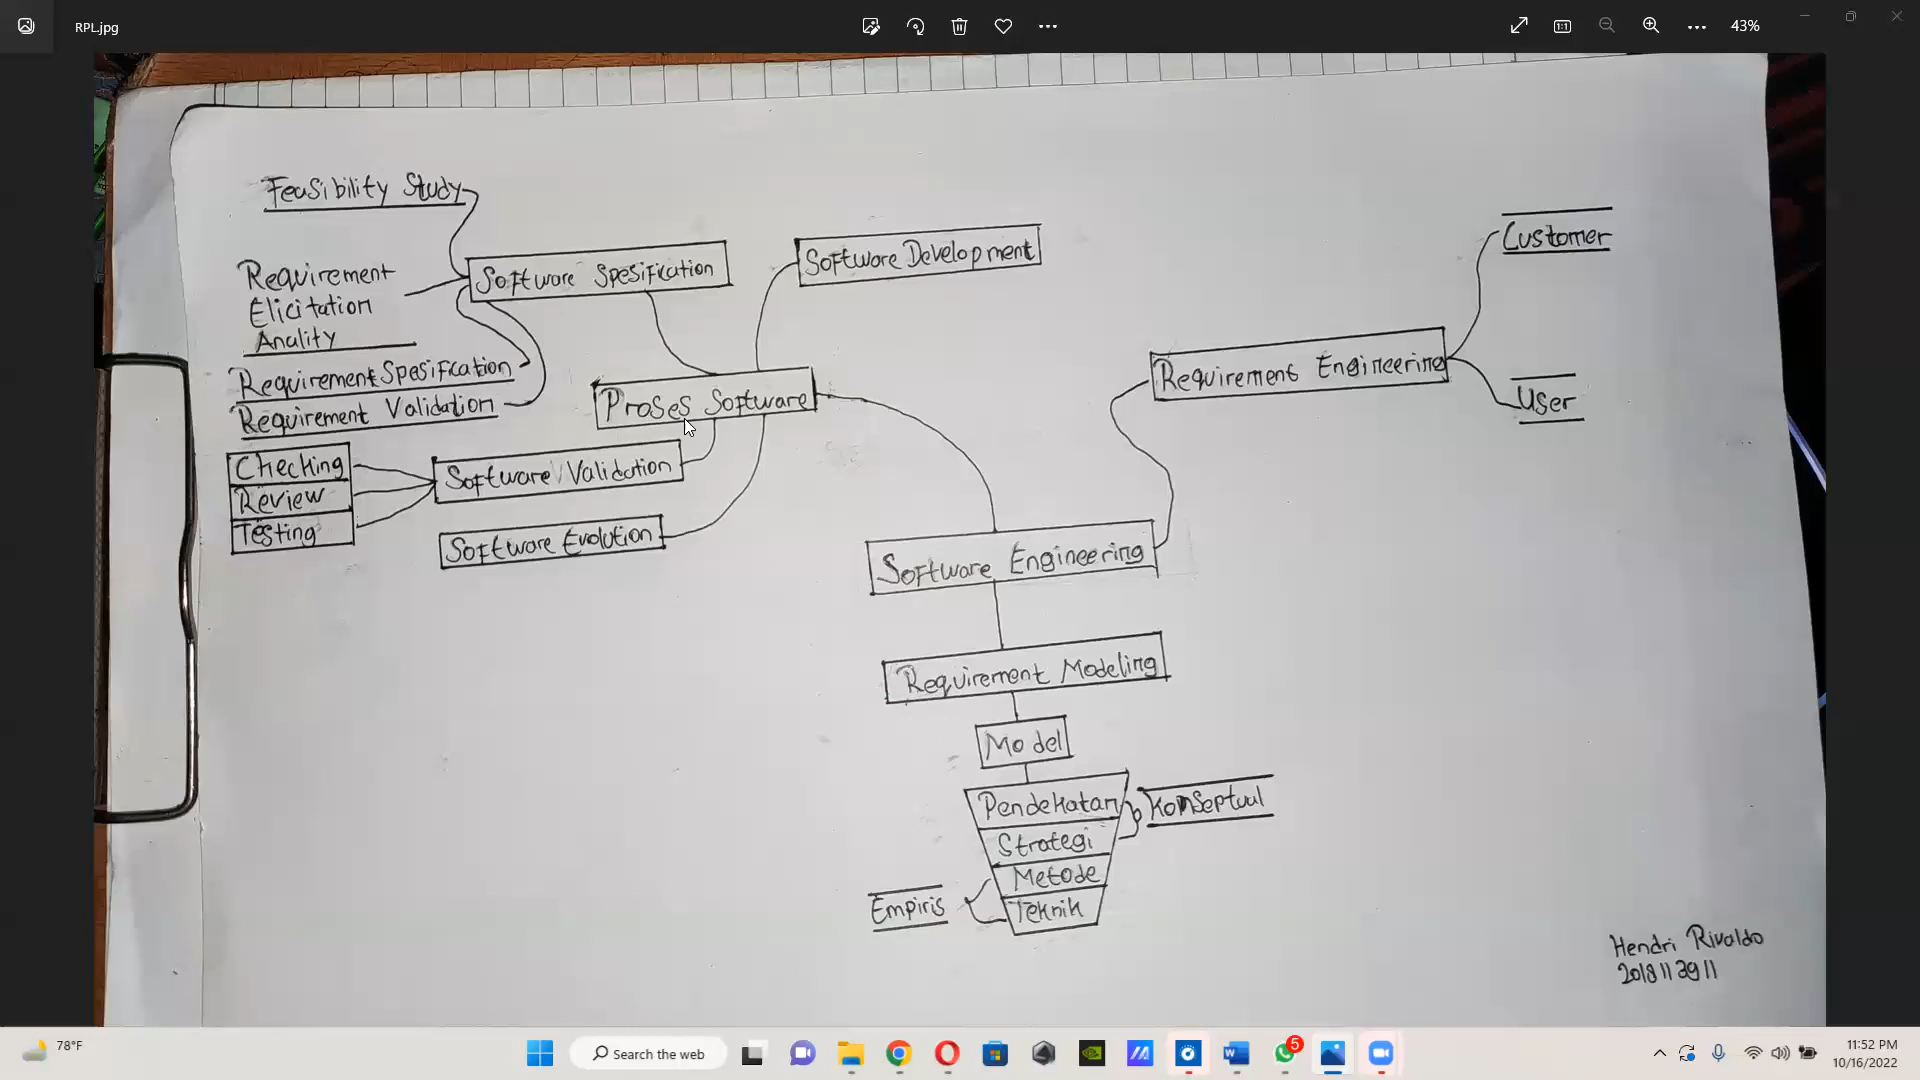 RPL.jpg
43%
Feasibility Study
Software Spesification
Software Development
Customer
Requirement
Elicitation
Anality
Requirement Engineering
Requirement Spesification
Requirement Validation
Proses Software
User
Checking
Review
Testing
Software Validation
Software Evolution
Software Engineering
Requirement Modeling
Model
Pendekatan
Konseptual
Strategi
Metode
Empiris
Teknik
Hendri Rivaldo
78°F
Search the web
5
11:52 PM
10/16/2022